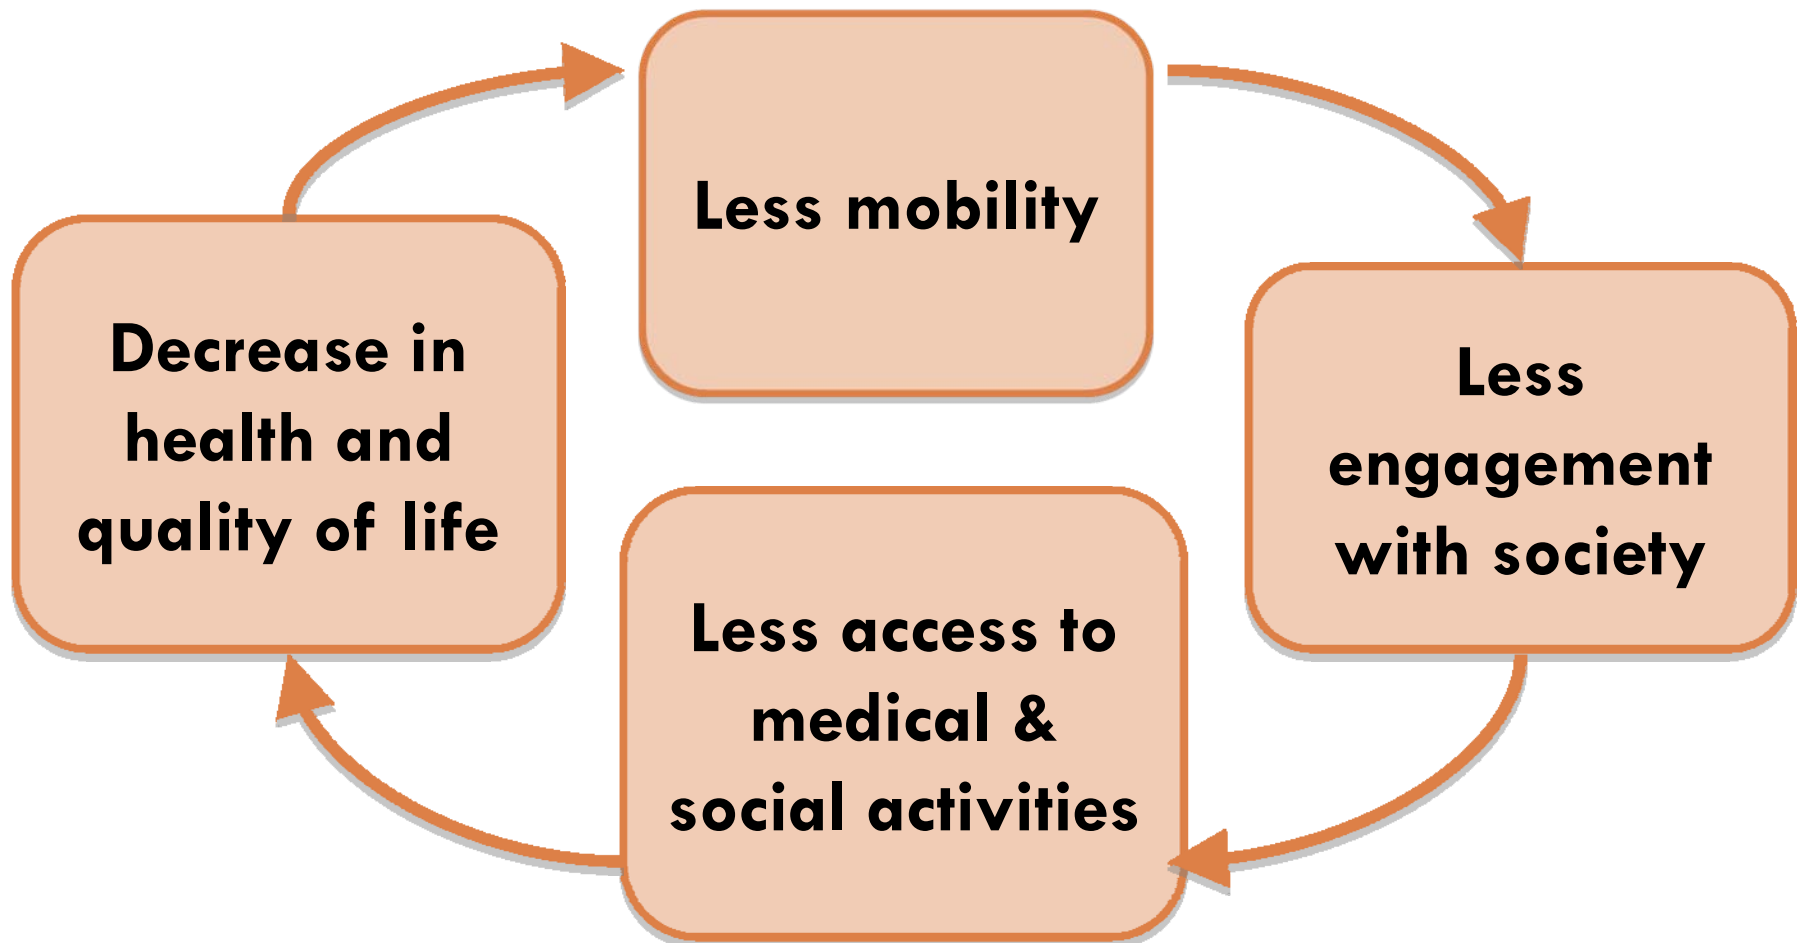 Less mobility
Less
engagement
with society
Less access to
medical &
social activities
Decrease in
health and
quality of life